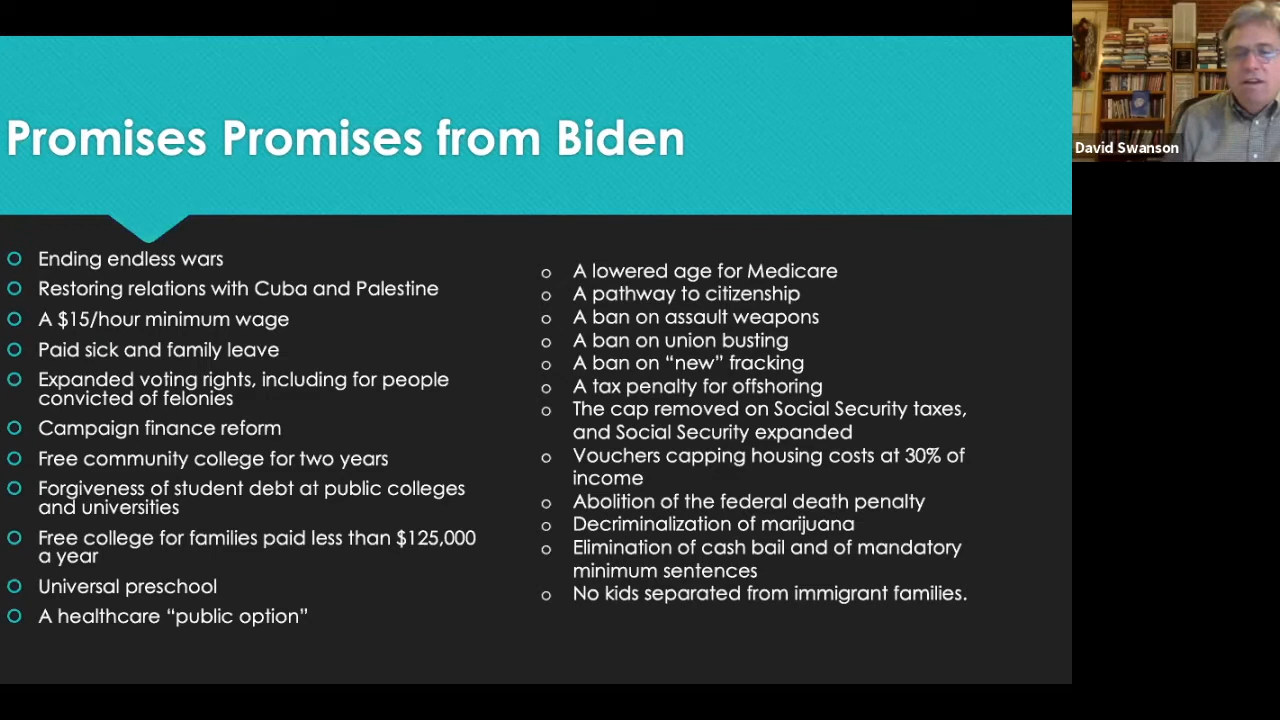 Promises Promises from Biden
Ending endless wars
Restoring relations with Cuba and Palestine
A $15/hour minimum wage
Paid sick and family leave
Expanded voting rights, including for people
convicted of felonies
Campaign finance reform
Free community college for two years
Forgiveness of student debt at public colleges
and universities
Free college for families paid less than $125,000
a year
Universal preschool
A healthcare “public option”
A lowered age for Medicare
A pathway to citizenship
A ban on assault weapons
A ban on union busting
A ban on “new” fracking
A tax penalty for offshoring
The cap removed on Social Security taxes,
and Social Security expanded
Vouchers capping housing costs at 30% of
income
Abolition of the federal death penalty
Decriminalization of marijuana
Elimination of cash bail and of mandatory
minimum sentences
No kids separated from immigrant families.
David Swanson